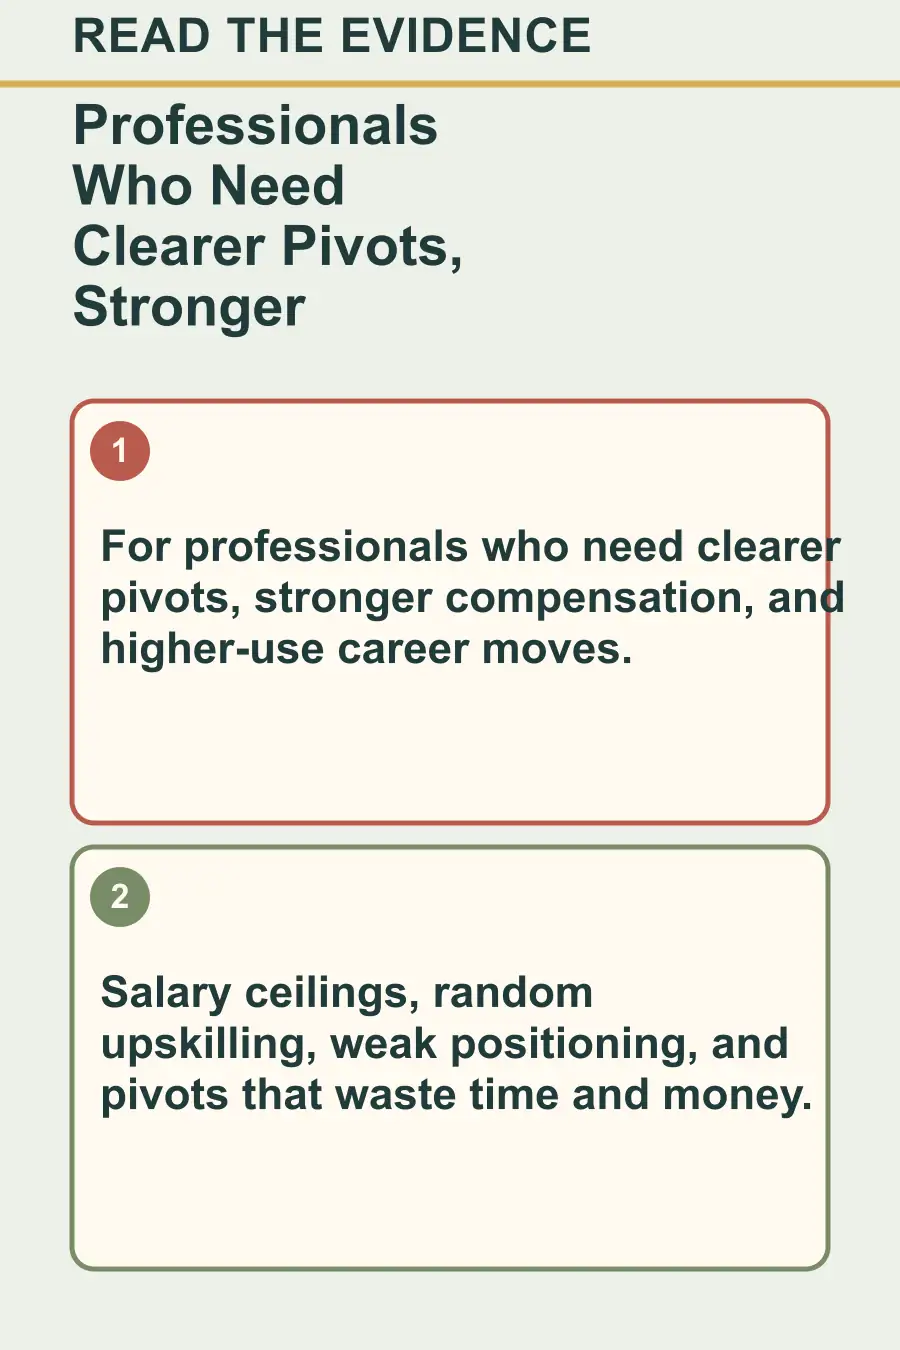 READ THE EVIDENCE
Professionals
Who Need
Clearer Pivots,
Stronger
1
For professionals who need clearer
pivots, stronger compensation, and
higher-use career moves.
2
Salary ceilings, random
upskilling, weak positioning, and
pivots that waste time and money.